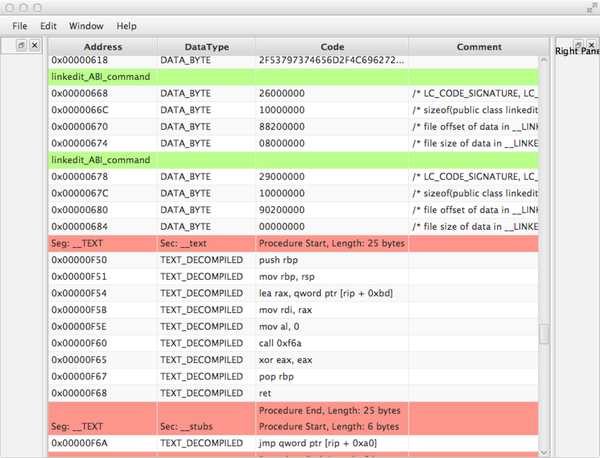 File Edit Window Help
Right Pane
Address DataType Code Comment
0x00000618 DATA_BYTE 2F53797374656D2F4C696272...
linkedit_ABI_command
0x00000668 DATA_BYTE 26000000 /* LC_CODE_SIGNATURE, LC_
0x0000066C DATA_BYTE 10000000 /* sizeof(public class linkedit
0x00000670 DATA_BYTE 88200000 /* file offset of data in __LINK
0x00000674 DATA_BYTE 08000000 /* file size of data in __LINKE
linkedit_ABI_command
0x00000678 DATA_BYTE 29000000 /* LC_CODE_SIGNATURE, LC_
0x0000067C DATA_BYTE 10000000 /* sizeof(public class linkedit
0x00000680 DATA_BYTE 90200000 /* file offset of data in __LINK
0x00000684 DATA_BYTE 00000000 /* file size of data in __LINKE
Seg: __TEXT Sec: __text Procedure Start, Length: 25 bytes
0x00000F50 TEXT_DECOMPILED push rbp
0x00000F51 TEXT_DECOMPILED mov rbp, rsp
0x00000F54 TEXT_DECOMPILED lea rax, qword ptr [rip + 0xbd]
0x00000F5B TEXT_DECOMPILED mov rdi, rax
0x00000F5E TEXT_DECOMPILED mov al, 0
0x00000F60 TEXT_DECOMPILED call 0xf6a
0x00000F65 TEXT_DECOMPILED xor eax, eax
0x00000F67 TEXT_DECOMPILED pop rbp
0x00000F68 TEXT_DECOMPILED ret
Procedure End, Length: 25 bytes
Seg: __TEXT Sec: __stubs Procedure Start, Length: 6 bytes
0x00000F6A TEXT_DECOMPILED jmp qword ptr [rip + 0xa0]